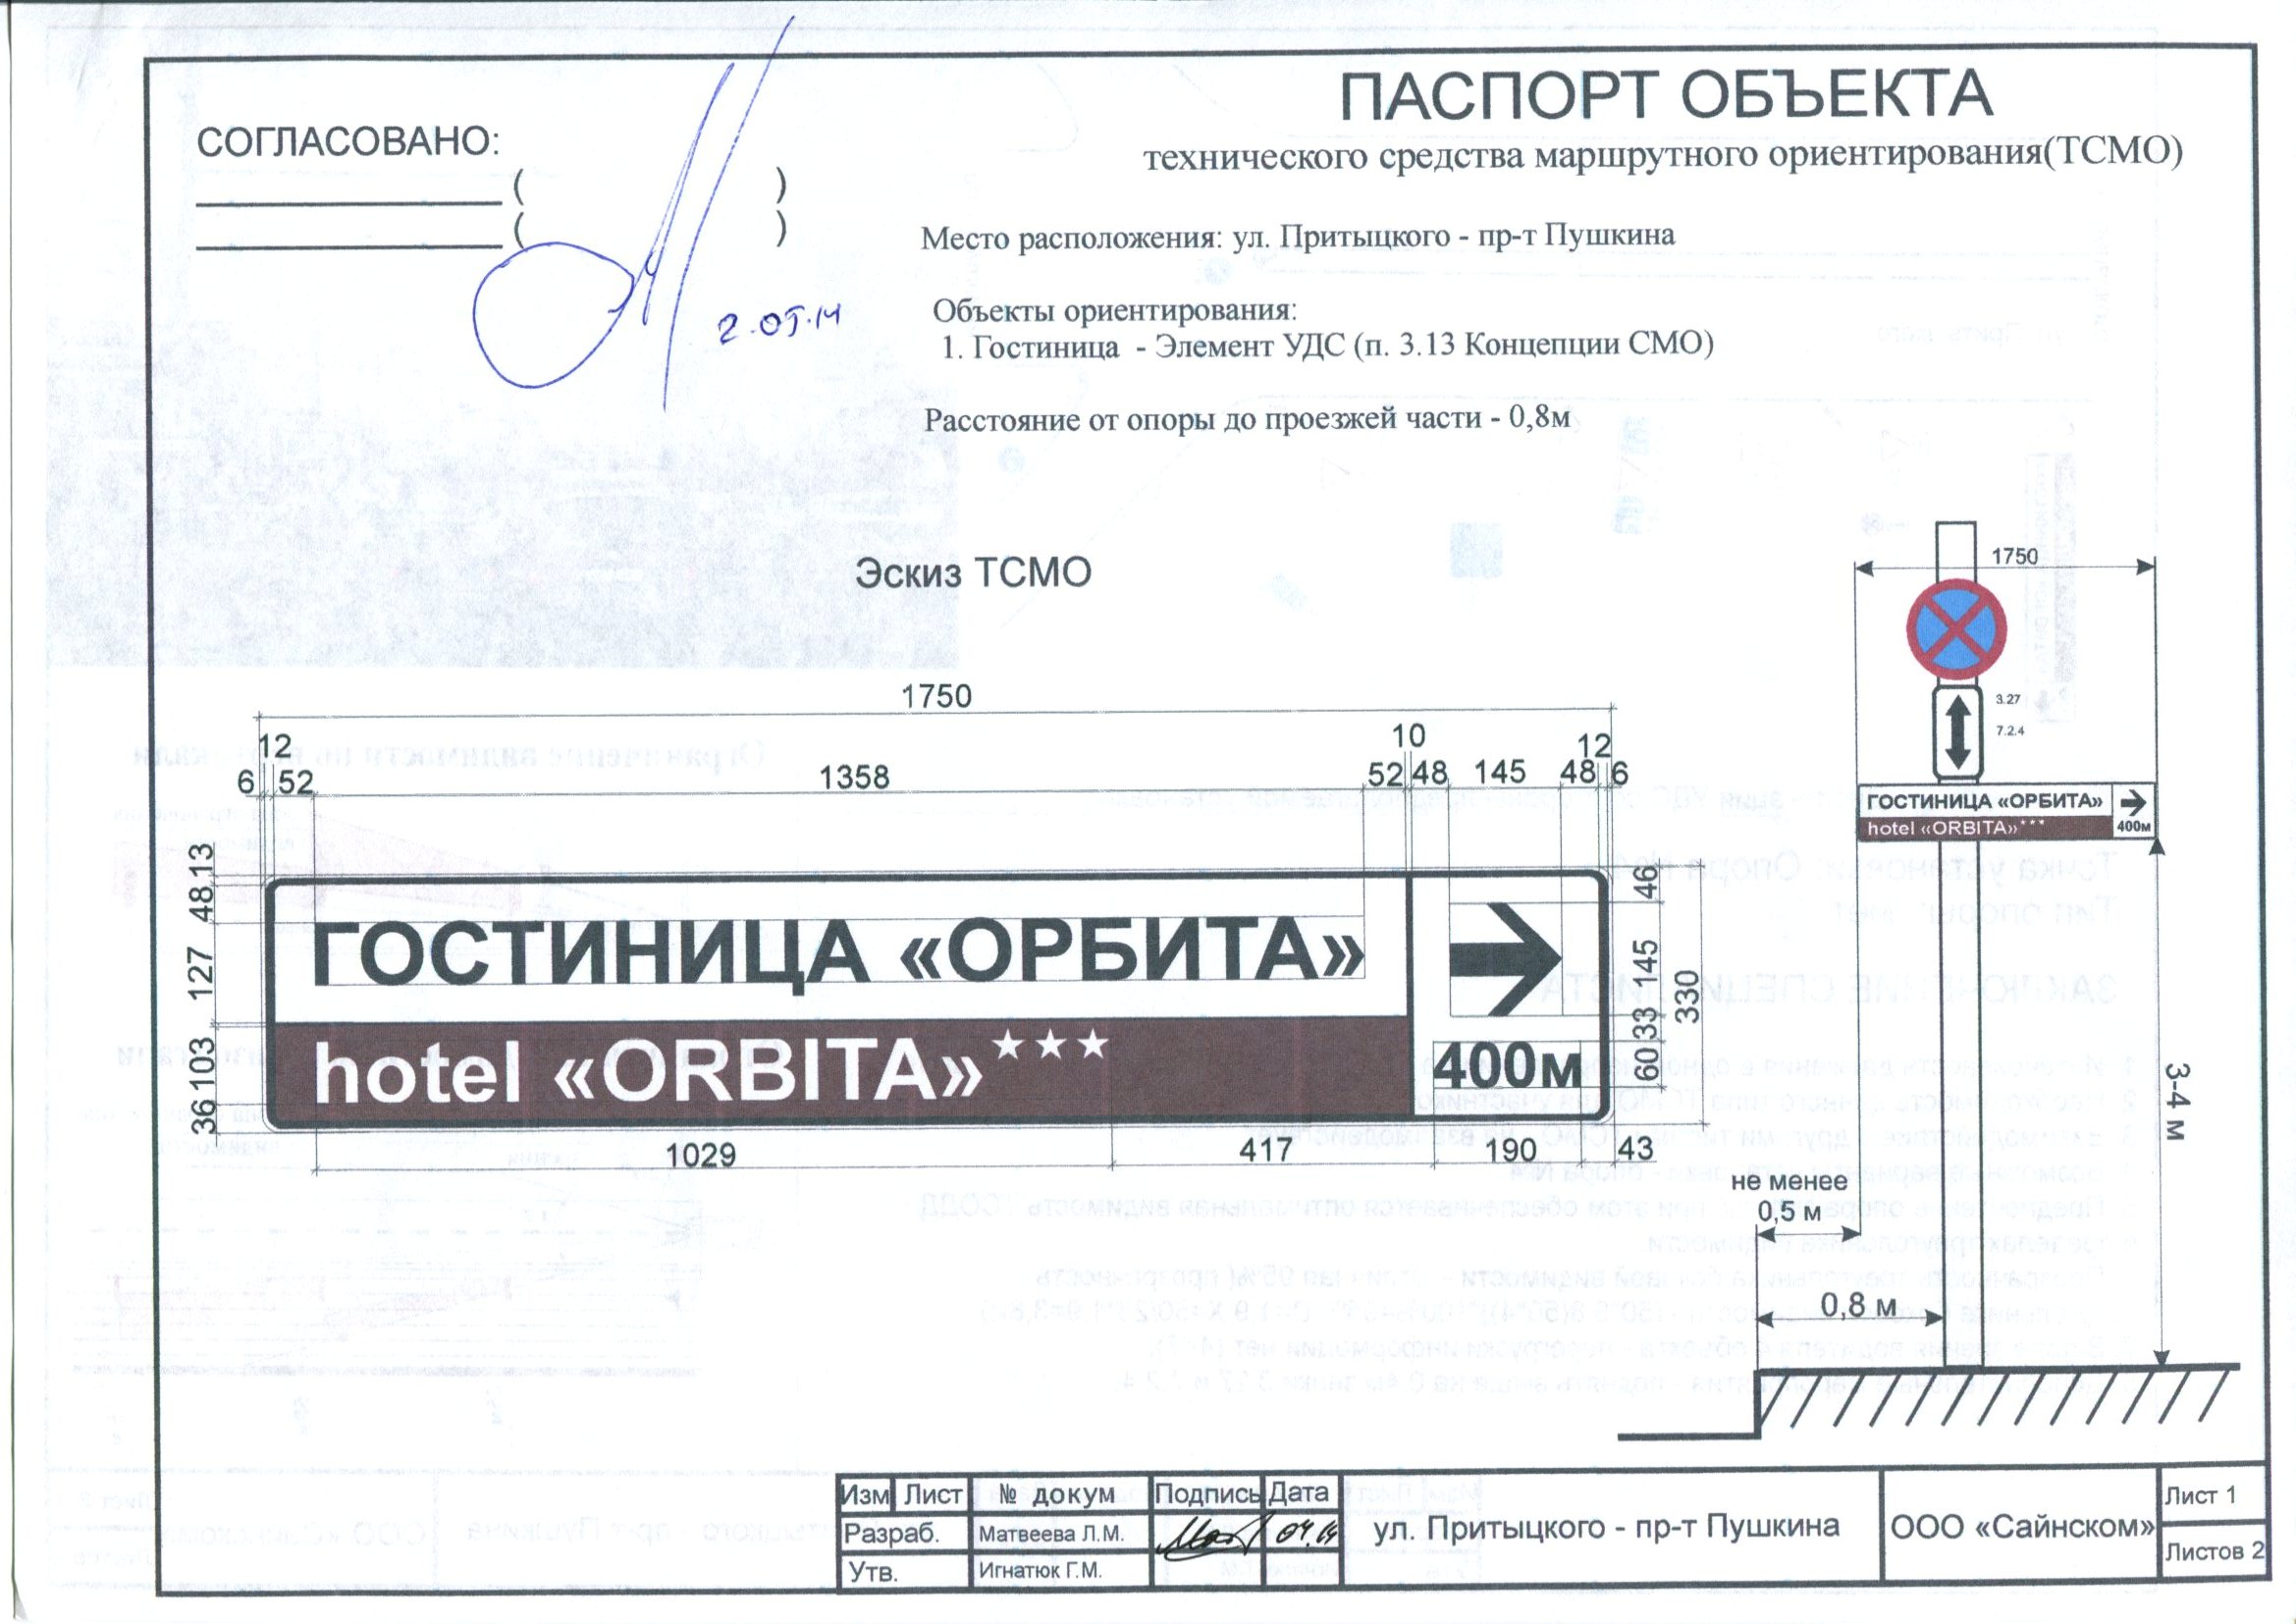 СОГЛАСОВАНО:
( )
( )
2.05.14
ПАСПОРТ ОБЪЕКТА
технического средства маршрутного ориентирования(ТСМО)
Место расположения: ул. Притыцкого - пр-т Пушкина
Объекты ориентирования:
1. Гостиница - Элемент УДС (п. 3.13 Концепции СМО)
Расстояние от опоры до проезжей части - 0,8м
Эскиз ТСМО
1750
12 10 12
6 52 1358 52 48 145 48 6
13
48
127
103
36
ГОСТИНИЦА «ОРБИТА»
hotel «ORBITA»***
400м
46
145
33
60
330
1029 417 190 43
1750
3.27
7.2.4
ГОСТИНИЦА «ОРБИТА»
hotel «ORBITA»***
400м
3-4 м
не менее
0,5 м
0,8 м
Изм Лист № докум Подпись Дата
Разраб. Матвеева Л.М. 04.14
Утв. Игнатюк Г.М.
ул. Притыцкого - пр-т Пушкина
ООО «Сайнском»
Лист 1
Листов 2